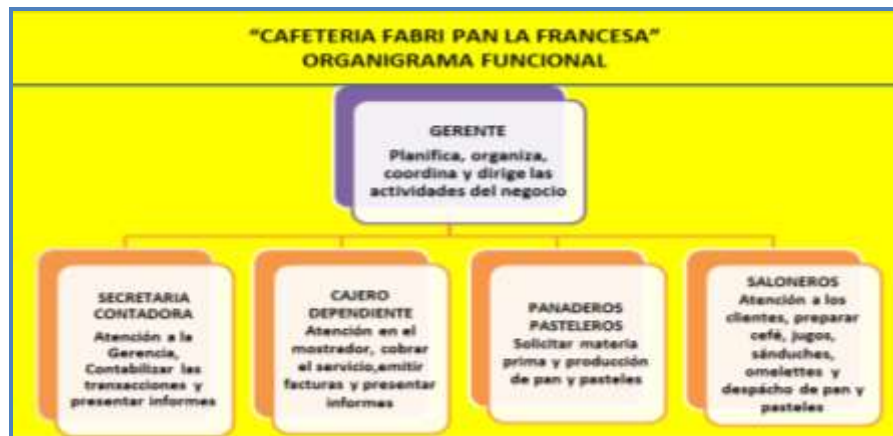 “CAFETERIA FABRI PAN LA FRANCESA”
ORGANIGRAMA FUNCIONAL
GERENTE
Planifica, organiza,
coordina y dirige las
actividades del negocio
SECRETARIA
CONTADORA
Atención a la
Gerencia,
Contabilizar las
transacciones y
presentar informes
CAJERO
DEPENDIENTE
Atención en el
mostrador, cobrar
el servicio,emitir
facturas y presentar
informes
PANADEROS
PASTELEROS
Solicitar materia
prima y producción
de pan y pasteles
SALONEROS
Atención a los
clientes, preparar
cefé, jugos,
sánduches,
omelettes y
despácho de pan y
pasteles